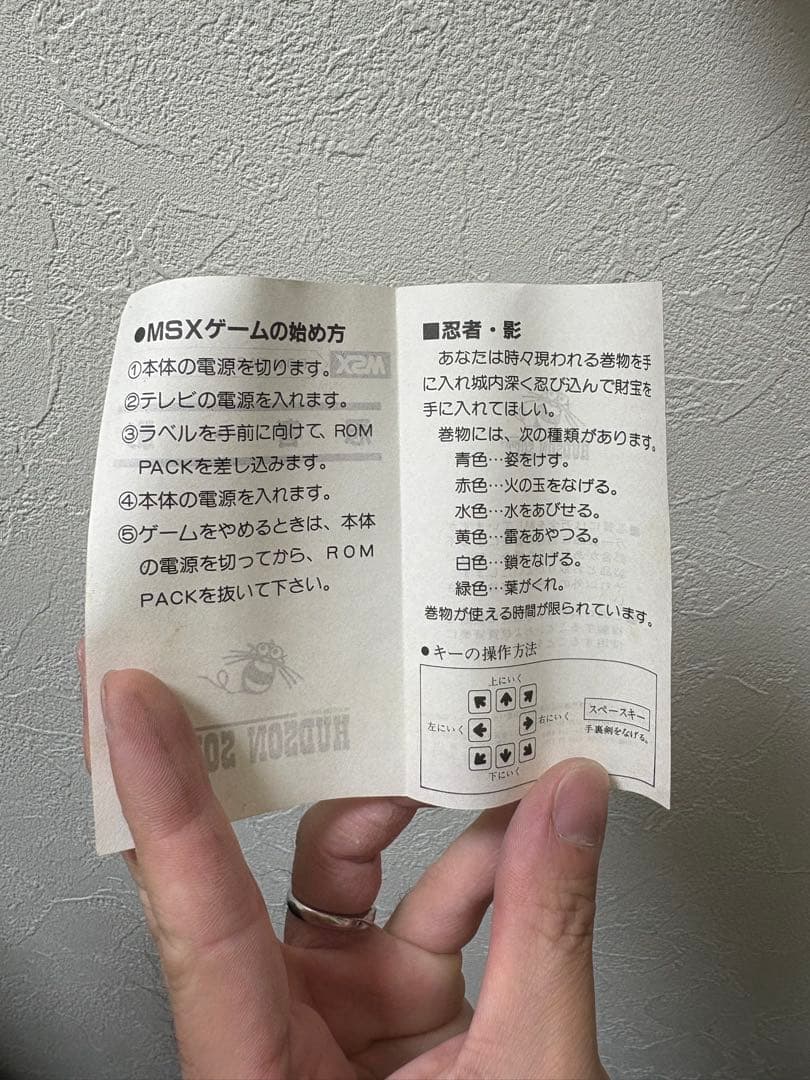 ●MSXゲームの始め方
①本体の電源を切ります。
②テレビの電源を入れます。
③ラベルを手前に向けて、ROM
PACKを差し込みます。
④本体の電源を入れます。
⑤ゲームをやめるときは、本体
の電源を切ってから、ROM
PACKを抜いて下さい。
MSX
HUDSON SO
■忍者・影
あなたは時々現われる巻物を手
に入れ城内深く忍び込んで財宝を
手に入れてほしい。
巻物には、次の種類があります。
青色…姿をけす。
赤色…火の玉をなげる。
水色…水をあびせる。
黄色…雷をあやつる。
白色…鎖をなげる。
緑色…葉がくれ。
巻物が使える時間が限られています。
●キーの操作方法
上にいく
左にいく
右にいく
下にいく
スペースキー
手裏剣をなげる。